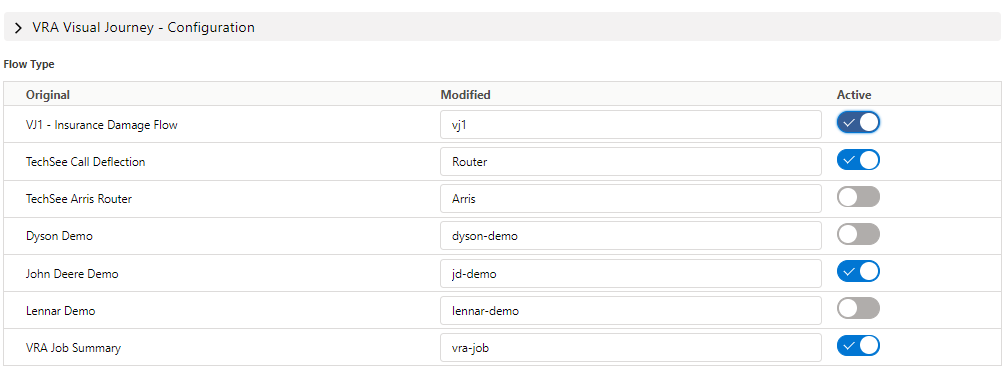 VRA Visual Journey - Configuration
Flow Type
Original Modified Active
VJ1 - Insurance Damage Flow vj1
TechSee Call Deflection Router
TechSee Arris Router Arris
Dyson Demo dyson-demo
John Deere Demo jd-demo
Lennar Demo lennar-demo
VRA Job Summary vra-job